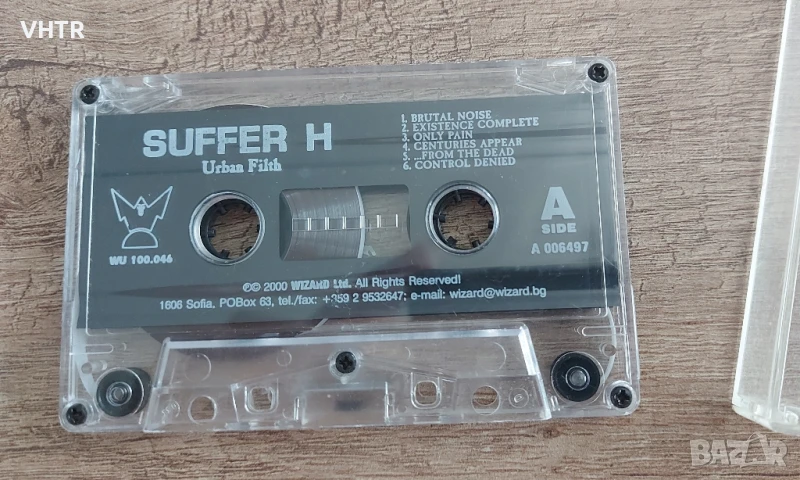 VHTR
SUFFER H
Urban Filth
1. BRUTAL NOISE
2. EXISTENCE COMPLETE
3. ONLY PAIN
4. CENTURIES APPEAR
5. ...FROM THE DEAD
6. CONTROL DENIED
WU 100.046
A
SIDE
A 006497
℗© 2000 WIZARD Ltd. All Rights Reserved!
1606 Sofia, POBox 63, tel./fax: +359 2 9532647; e-mail: wizard@wizard.bg
BAZAR